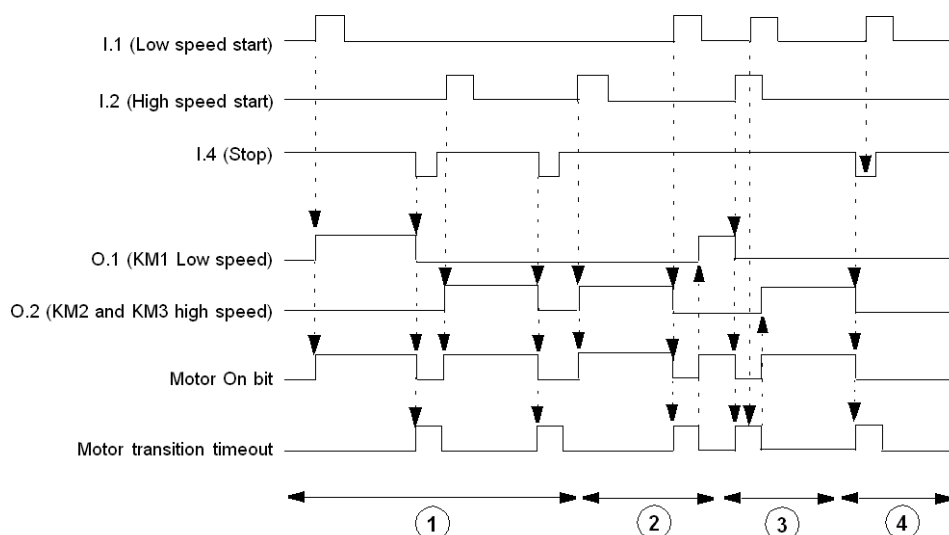 I.1 (Low speed start)
I.2 (High speed start)
I.4 (Stop)
O.1 (KM1 Low speed)
O.2 (KM2 and KM3 high speed)
Motor On bit
Motor transition timeout
1
2
3
4